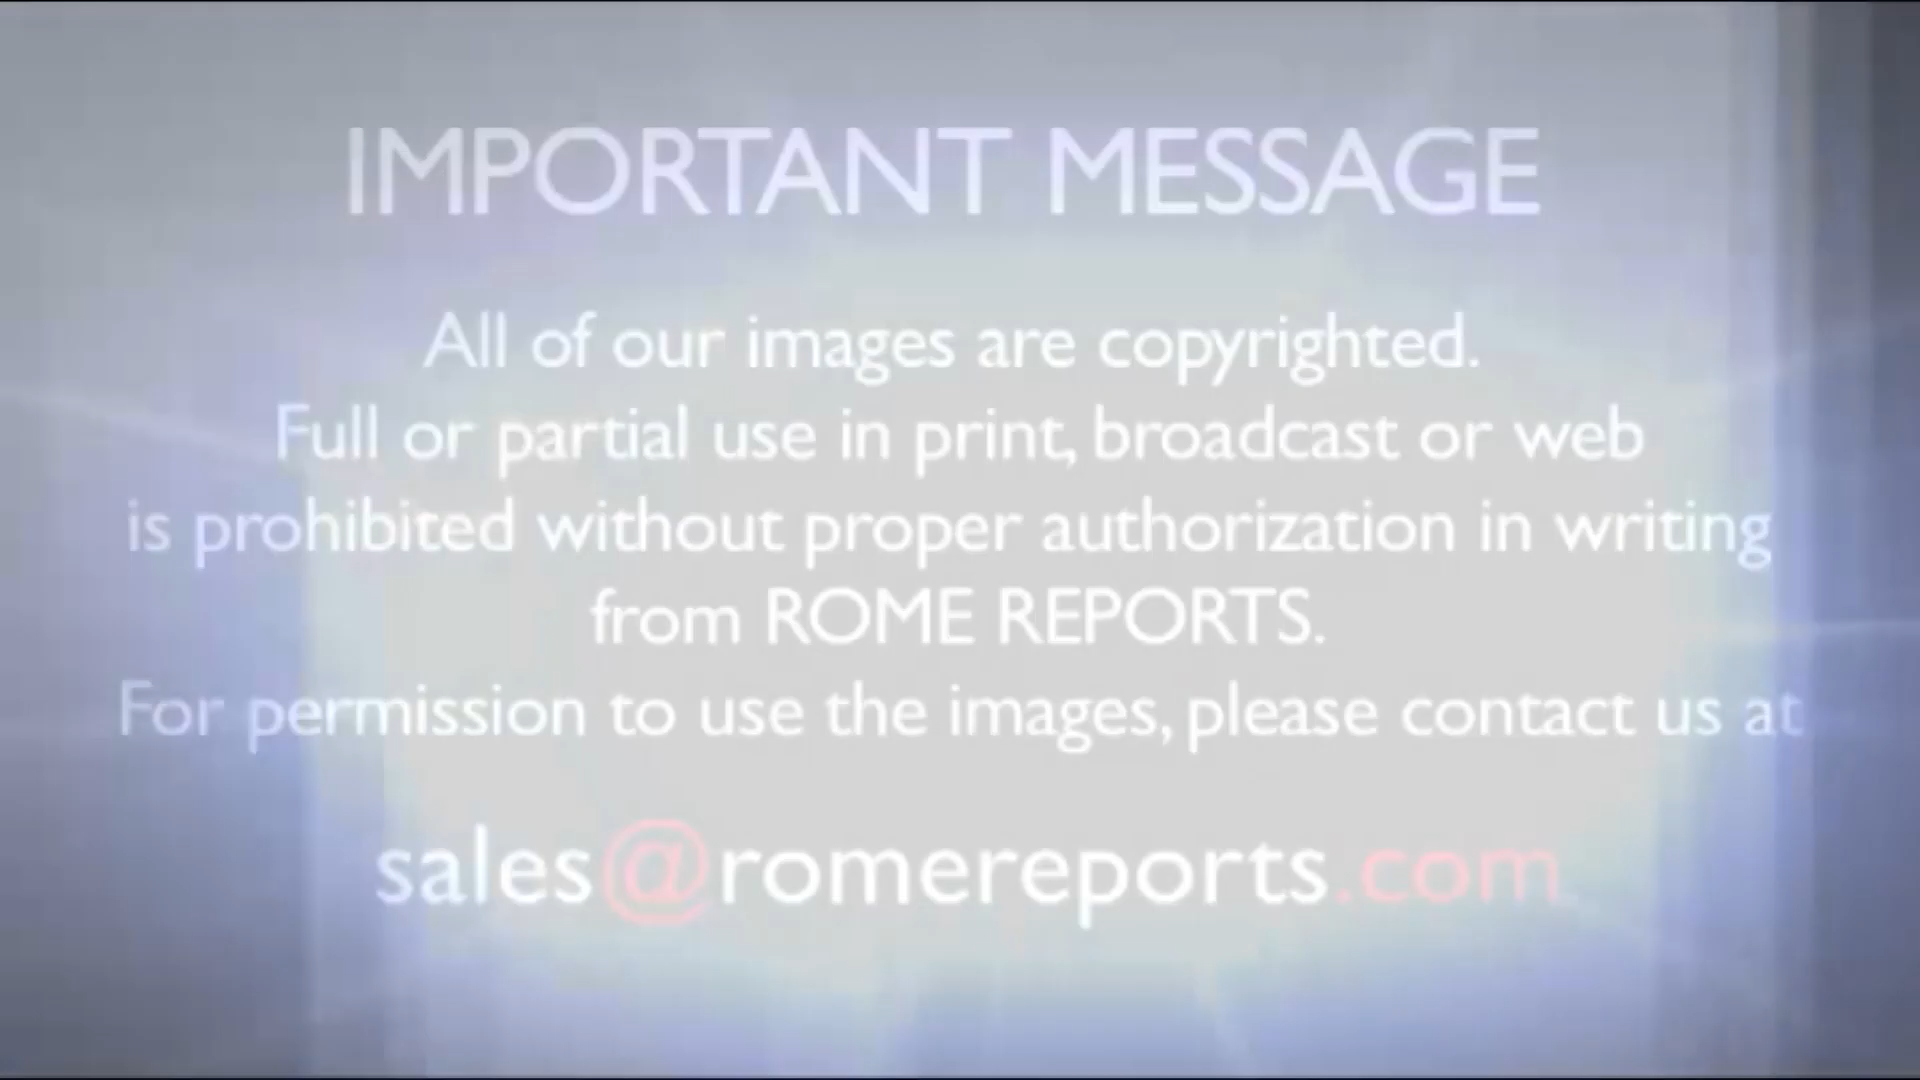 IMPORTANT MESSAGE
All of our images are copyrighted.
Full or partial use in print, broadcast or web
is prohibited without proper authorization in writing
from ROME REPORTS.
For permission to use the images, please contact us at
sales@romereports.com